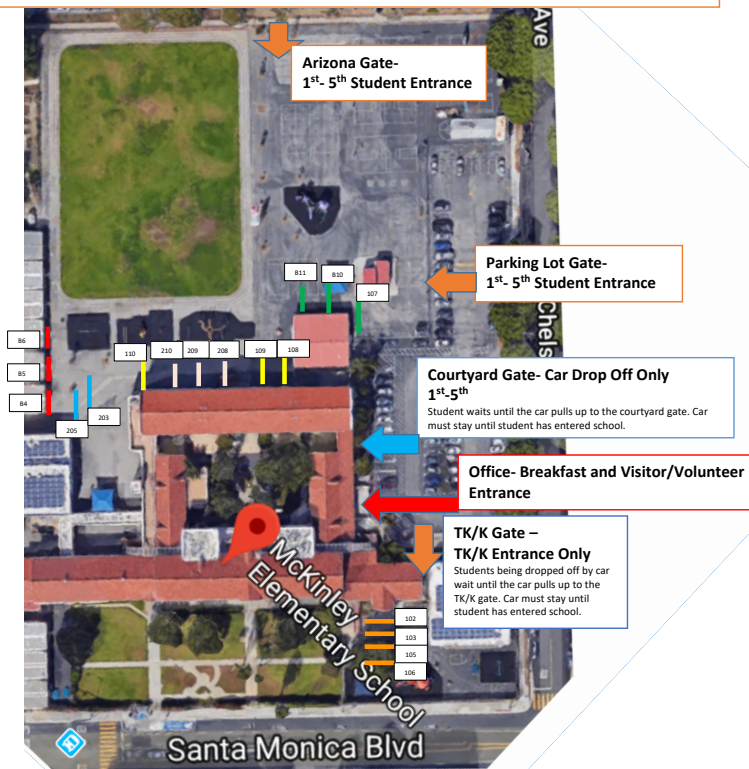 Ave
Arizona Gate-
1st- 5th Student Entrance
Parking Lot Gate-
1st- 5th Student Entrance
Chels
B11
B10
107
B6
B5
B4
110
210
209
208
109
108
205
203
Courtyard Gate- Car Drop Off Only
1st-5th
Student waits until the car pulls up to the courtyard gate. Car
must stay until student has entered school.
Office- Breakfast and Visitor/Volunteer
Entrance
TK/K Gate –
TK/K Entrance Only
Students being dropped off by car
wait until the car pulls up to the
TK/K gate. Car must stay until
student has entered school.
McKinley
Elementary School
102
103
105
106
Santa Monica Blvd